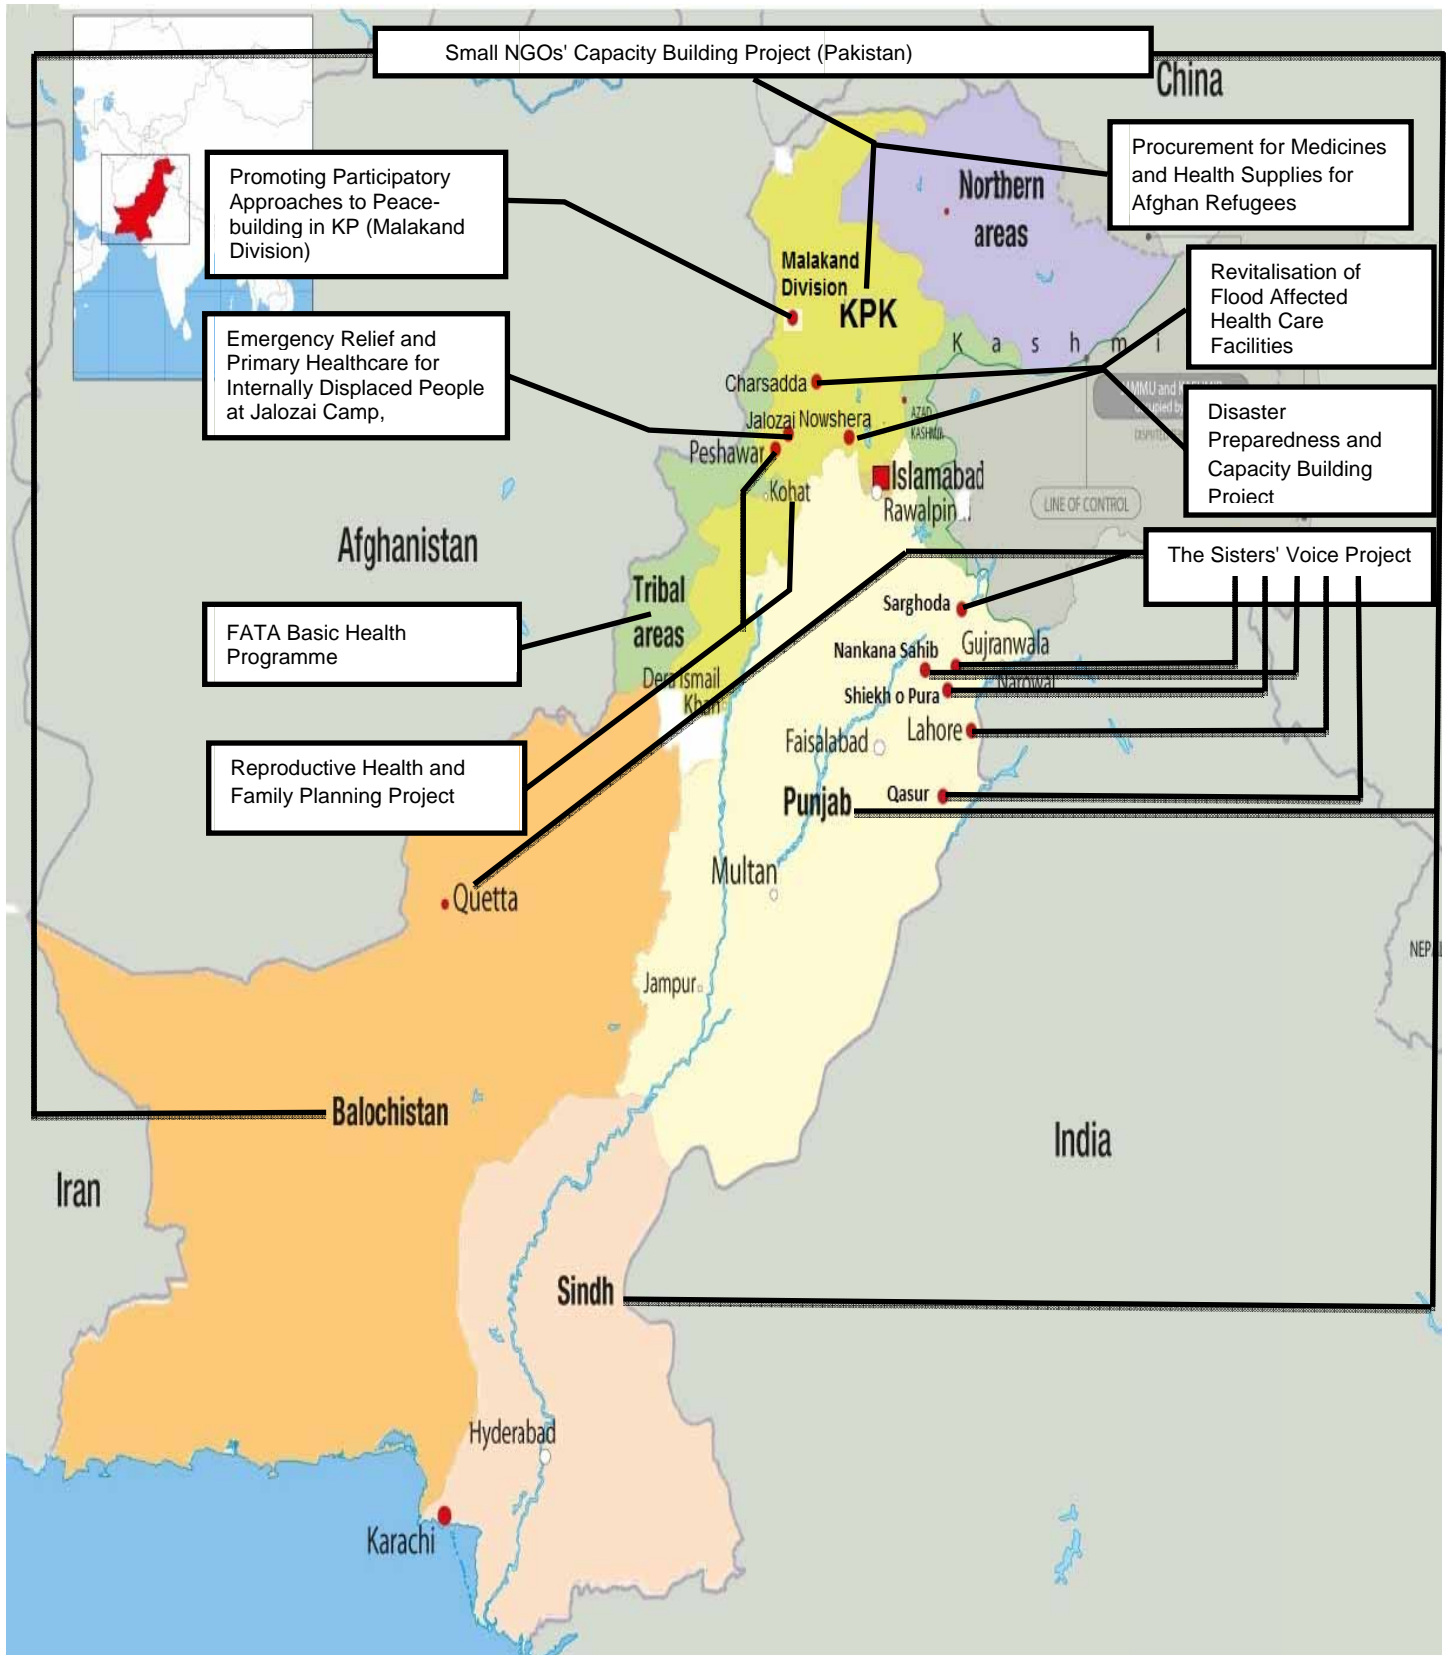 Small NGOs' Capacity Building Project (Pakistan)
China
Procurement for Medicines
and Health Supplies for
Afghan Refugees
Promoting Participatory
Approaches to Peace-
building in KP (Malakand
Division)
Northern
areas
Malakand
Division
KPK
Revitalisation of
Flood Affected
Health Care
Facilities
Emergency Relief and
Primary Healthcare for
Internally Displaced People
at Jalozai Camp,
Kashmi
Charsadda
Jalozai
Nowshera
AZAD
KASHMIR
Disaster
Preparedness and
Capacity Building
Project
Peshawar
Kohat
Islamabad
Rawalpin
LINE OF CONTROL
Afghanistan
The Sisters' Voice Project
Tribal
areas
Sarghoda
FATA Basic Health
Programme
Nankana Sahib
Gujranwala
Dera Ismail
Khan
Shiekh o Pura
Narowal
Faisalabad
Lahore
Reproductive Health and
Family Planning Project
Punjab
Qasur
Multan
Quetta
NEPA
Jampur
Balochistan
India
Iran
Sindh
Hyderabad
Karachi